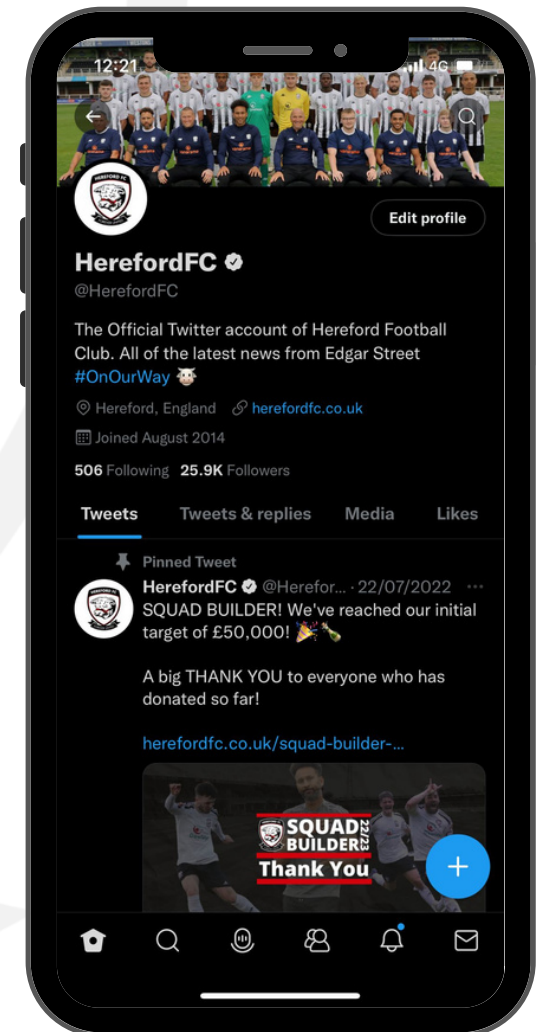 12:21
4G
HEREFORD FC
Edit profile
HerefordFC
@HerefordFC
The Official Twitter account of Hereford Football
Club. All of the latest news from Edgar Street
#OnOurWay 🐮
Hereford, England herefordfc.co.uk
Joined August 2014
506 Following 25.9K Followers
Tweets Tweets & replies Media Likes
Pinned Tweet
HerefordFC @Herefor... · 22/07/2022 ...
SQUAD BUILDER! We've reached our initial
target of £50,000! 🎉🍾
A big THANK YOU to everyone who has
donated so far!
herefordfc.co.uk/squad-builder-...
SQUAD 22/23
BUILDER
Thank You